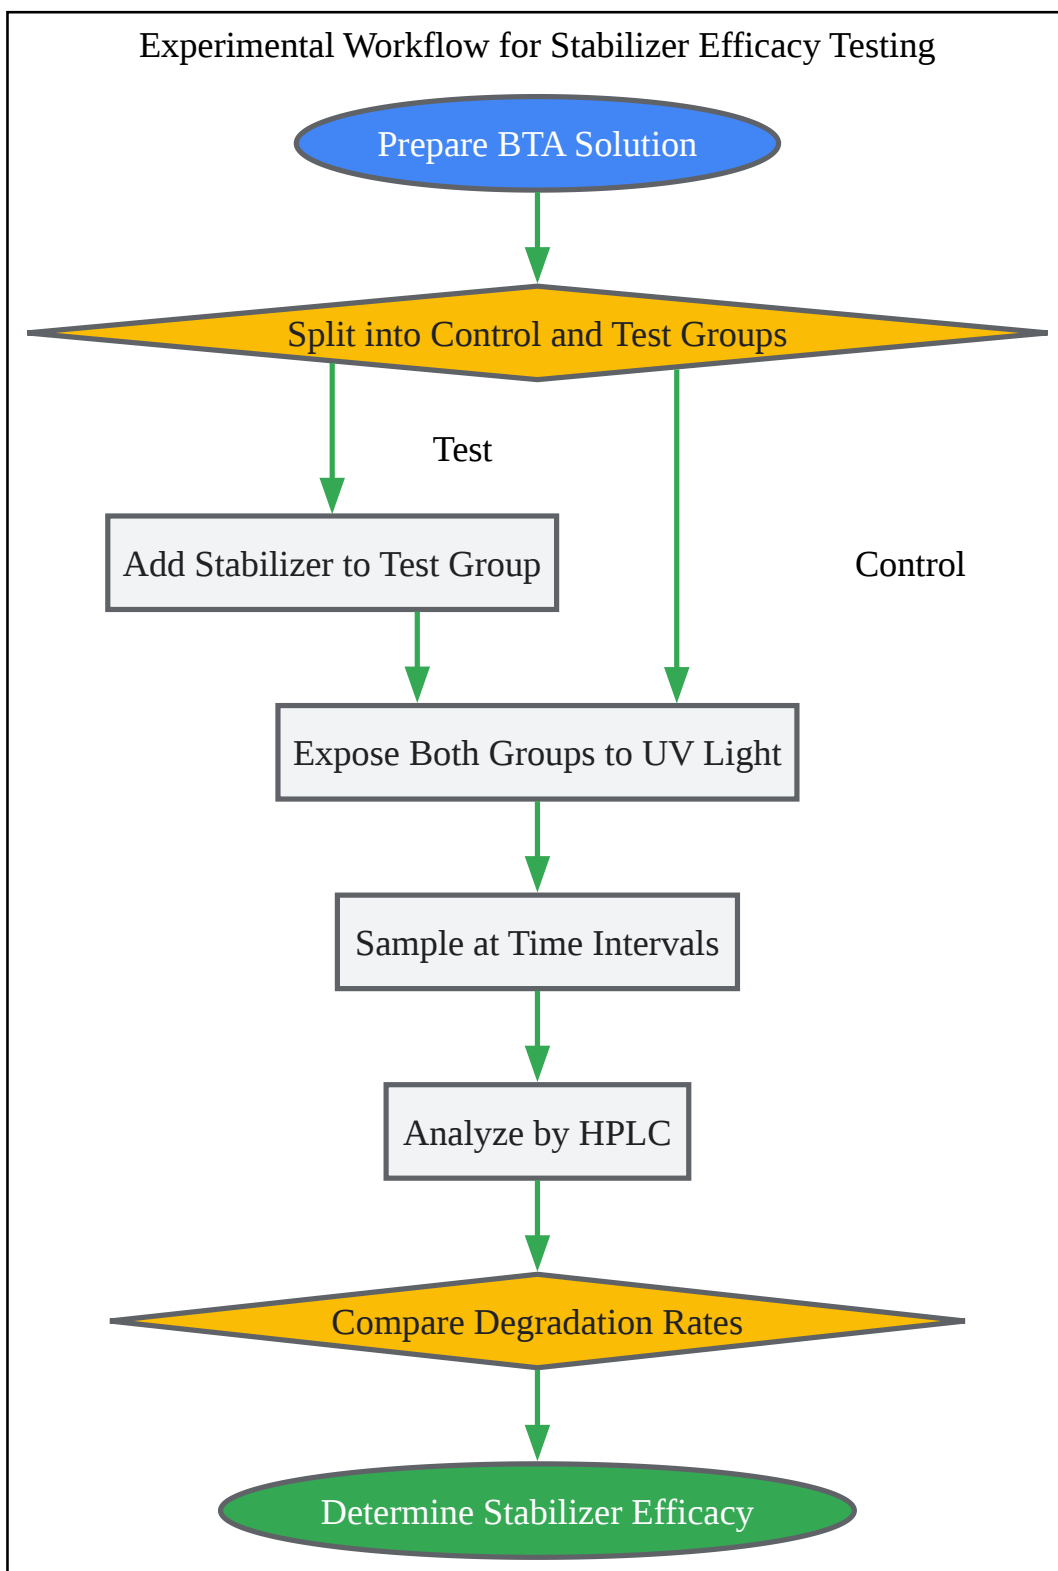 Experimental Workflow for Stabilizer Efficacy Testing
Prepare BTA Solution
Split into Control and Test Groups
Test
Add Stabilizer to Test Group
Control
Expose Both Groups to UV Light
Sample at Time Intervals
Analyze by HPLC
Compare Degradation Rates
Determine Stabilizer Efficacy